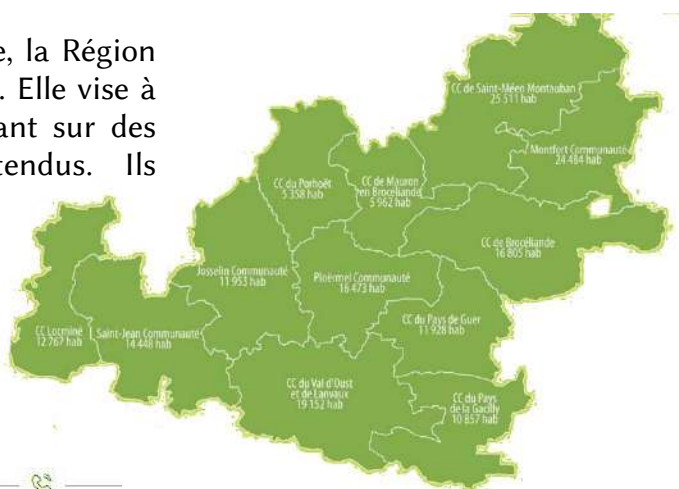 e, la Région
. Elle vise à
ant sur des
tendus. Ils
CC de Saint-Méen Montauban
25 511 hab
Montfort Communauté
24 484 hab
CC du Porhoët
5 358 hab
CC de Mauron
en Brocéliande
5 962 hab
CC de Brocéliande
16 805 hab
Josselin Communauté
11 953 hab
Ploërmel Communauté
16 473 hab
CC du Pays de Guer
11 928 hab
CC Locminé
12 767 hab
Saint-Jean Communauté
14 448 hab
CC du Val d'Oust
et de Lanvaux
19 152 hab
CC du Pays
de la Gacilly
10 857 hab